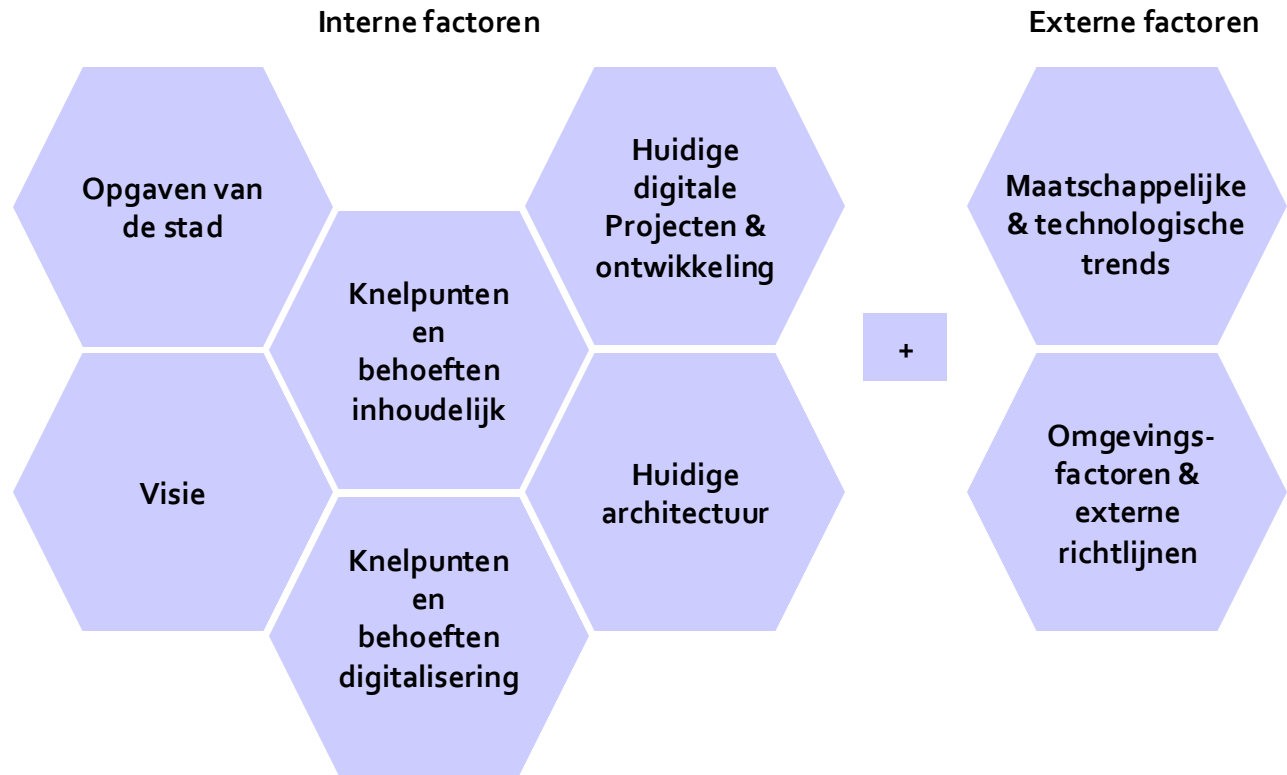 Interne factoren
Externe factoren
Opgaven van
de stad
Visie
Knelpunten
en
behoeften
inhoudelijk
Knelpunten
en
behoeften
digitalisering
Huidige
digitale
Projecten &
ontwikkeling
Huidige
architectuur
+
Maatschappelijke
& technologische
trends
Omgevings-
factoren &
externe
richtlijnen